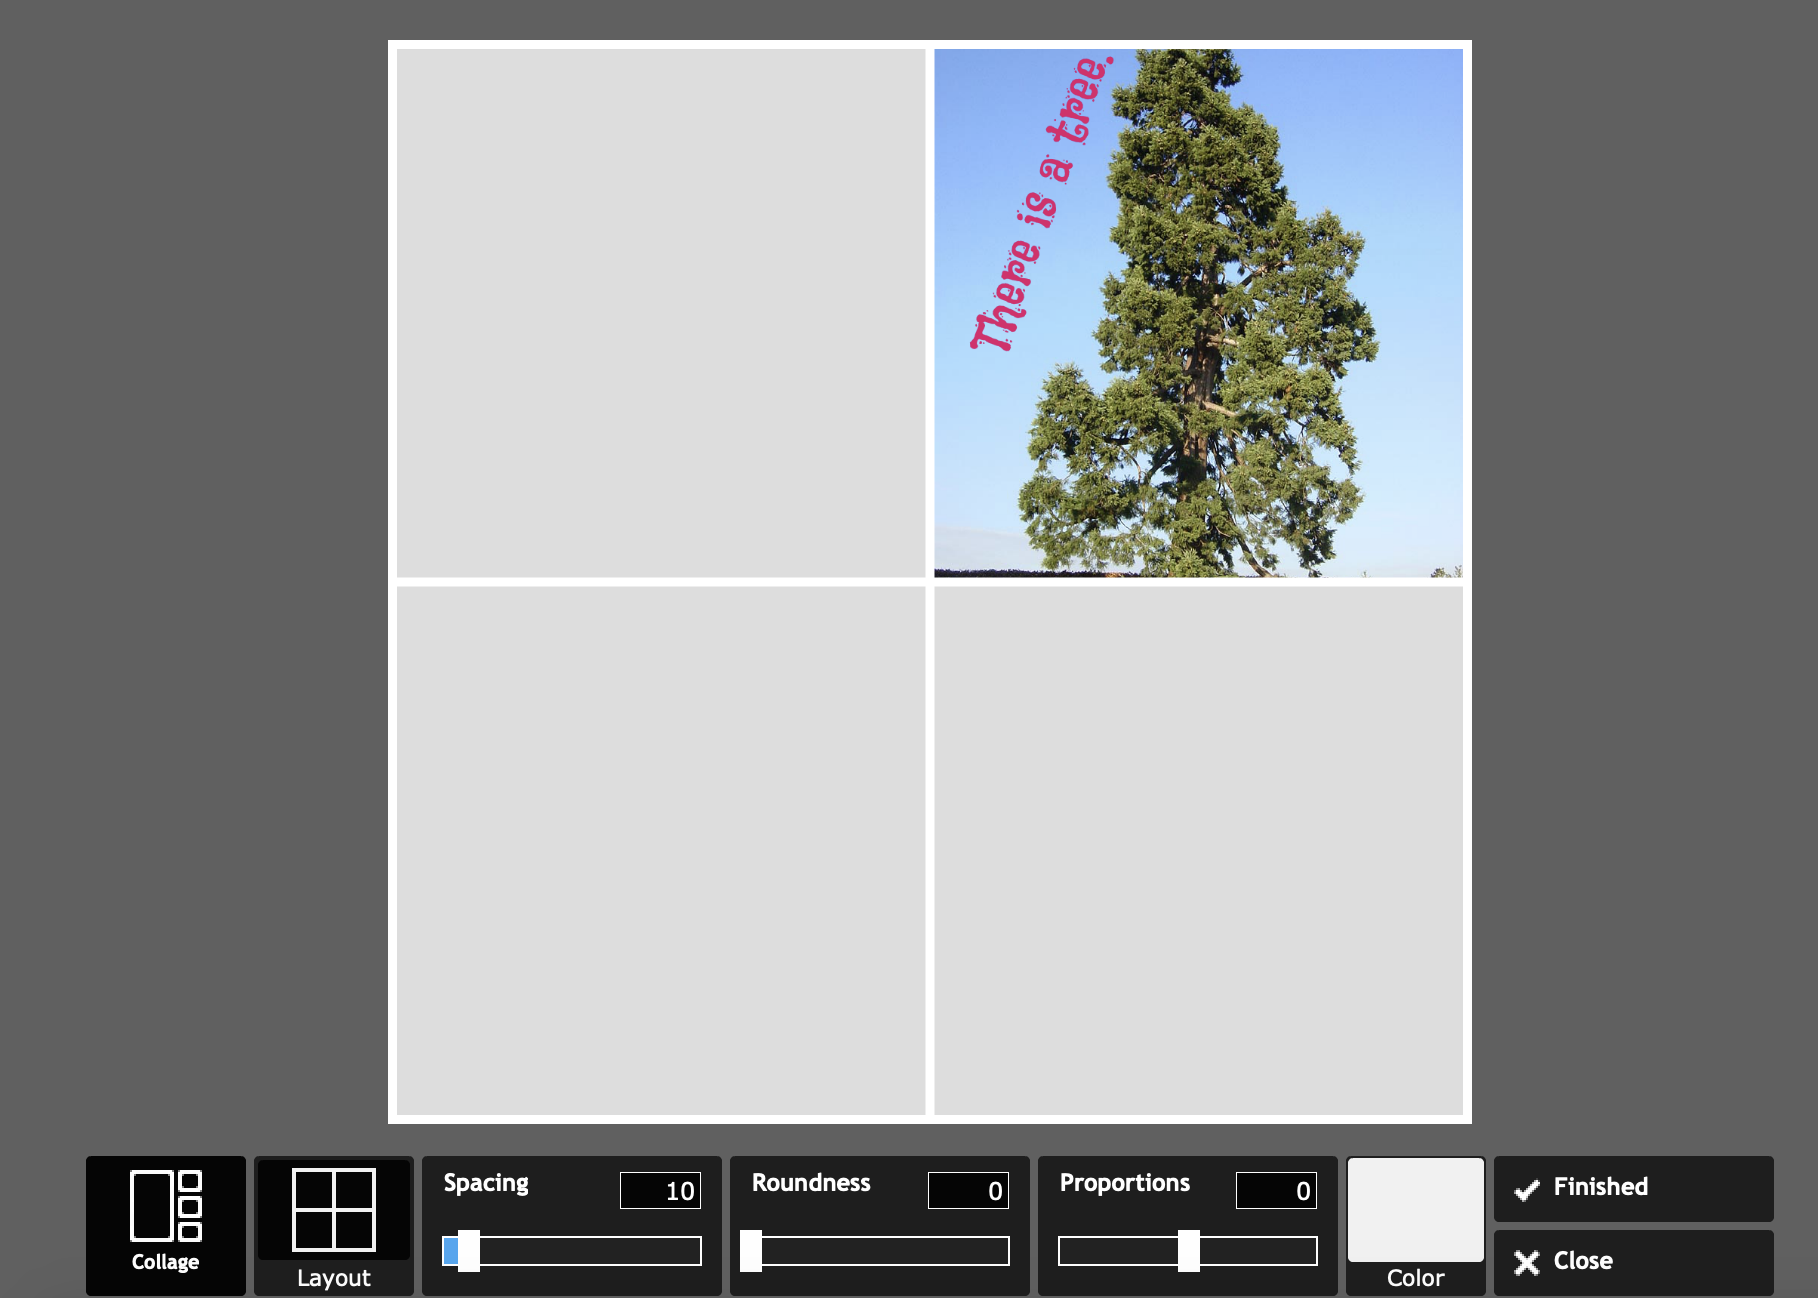 There is a tree.
Collage
Layout
Spacing 10
Roundness 0
Proportions 0
Color
Finished
Close